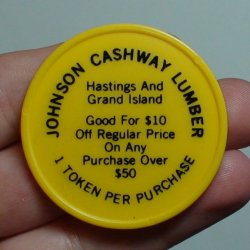 JOHNSON CASHWAY LUMBER
Hastings And
Grand Island
Good For $10
Off Regular Price
On Any
Purchase Over
$50
1 TOKEN PER PURCHASE